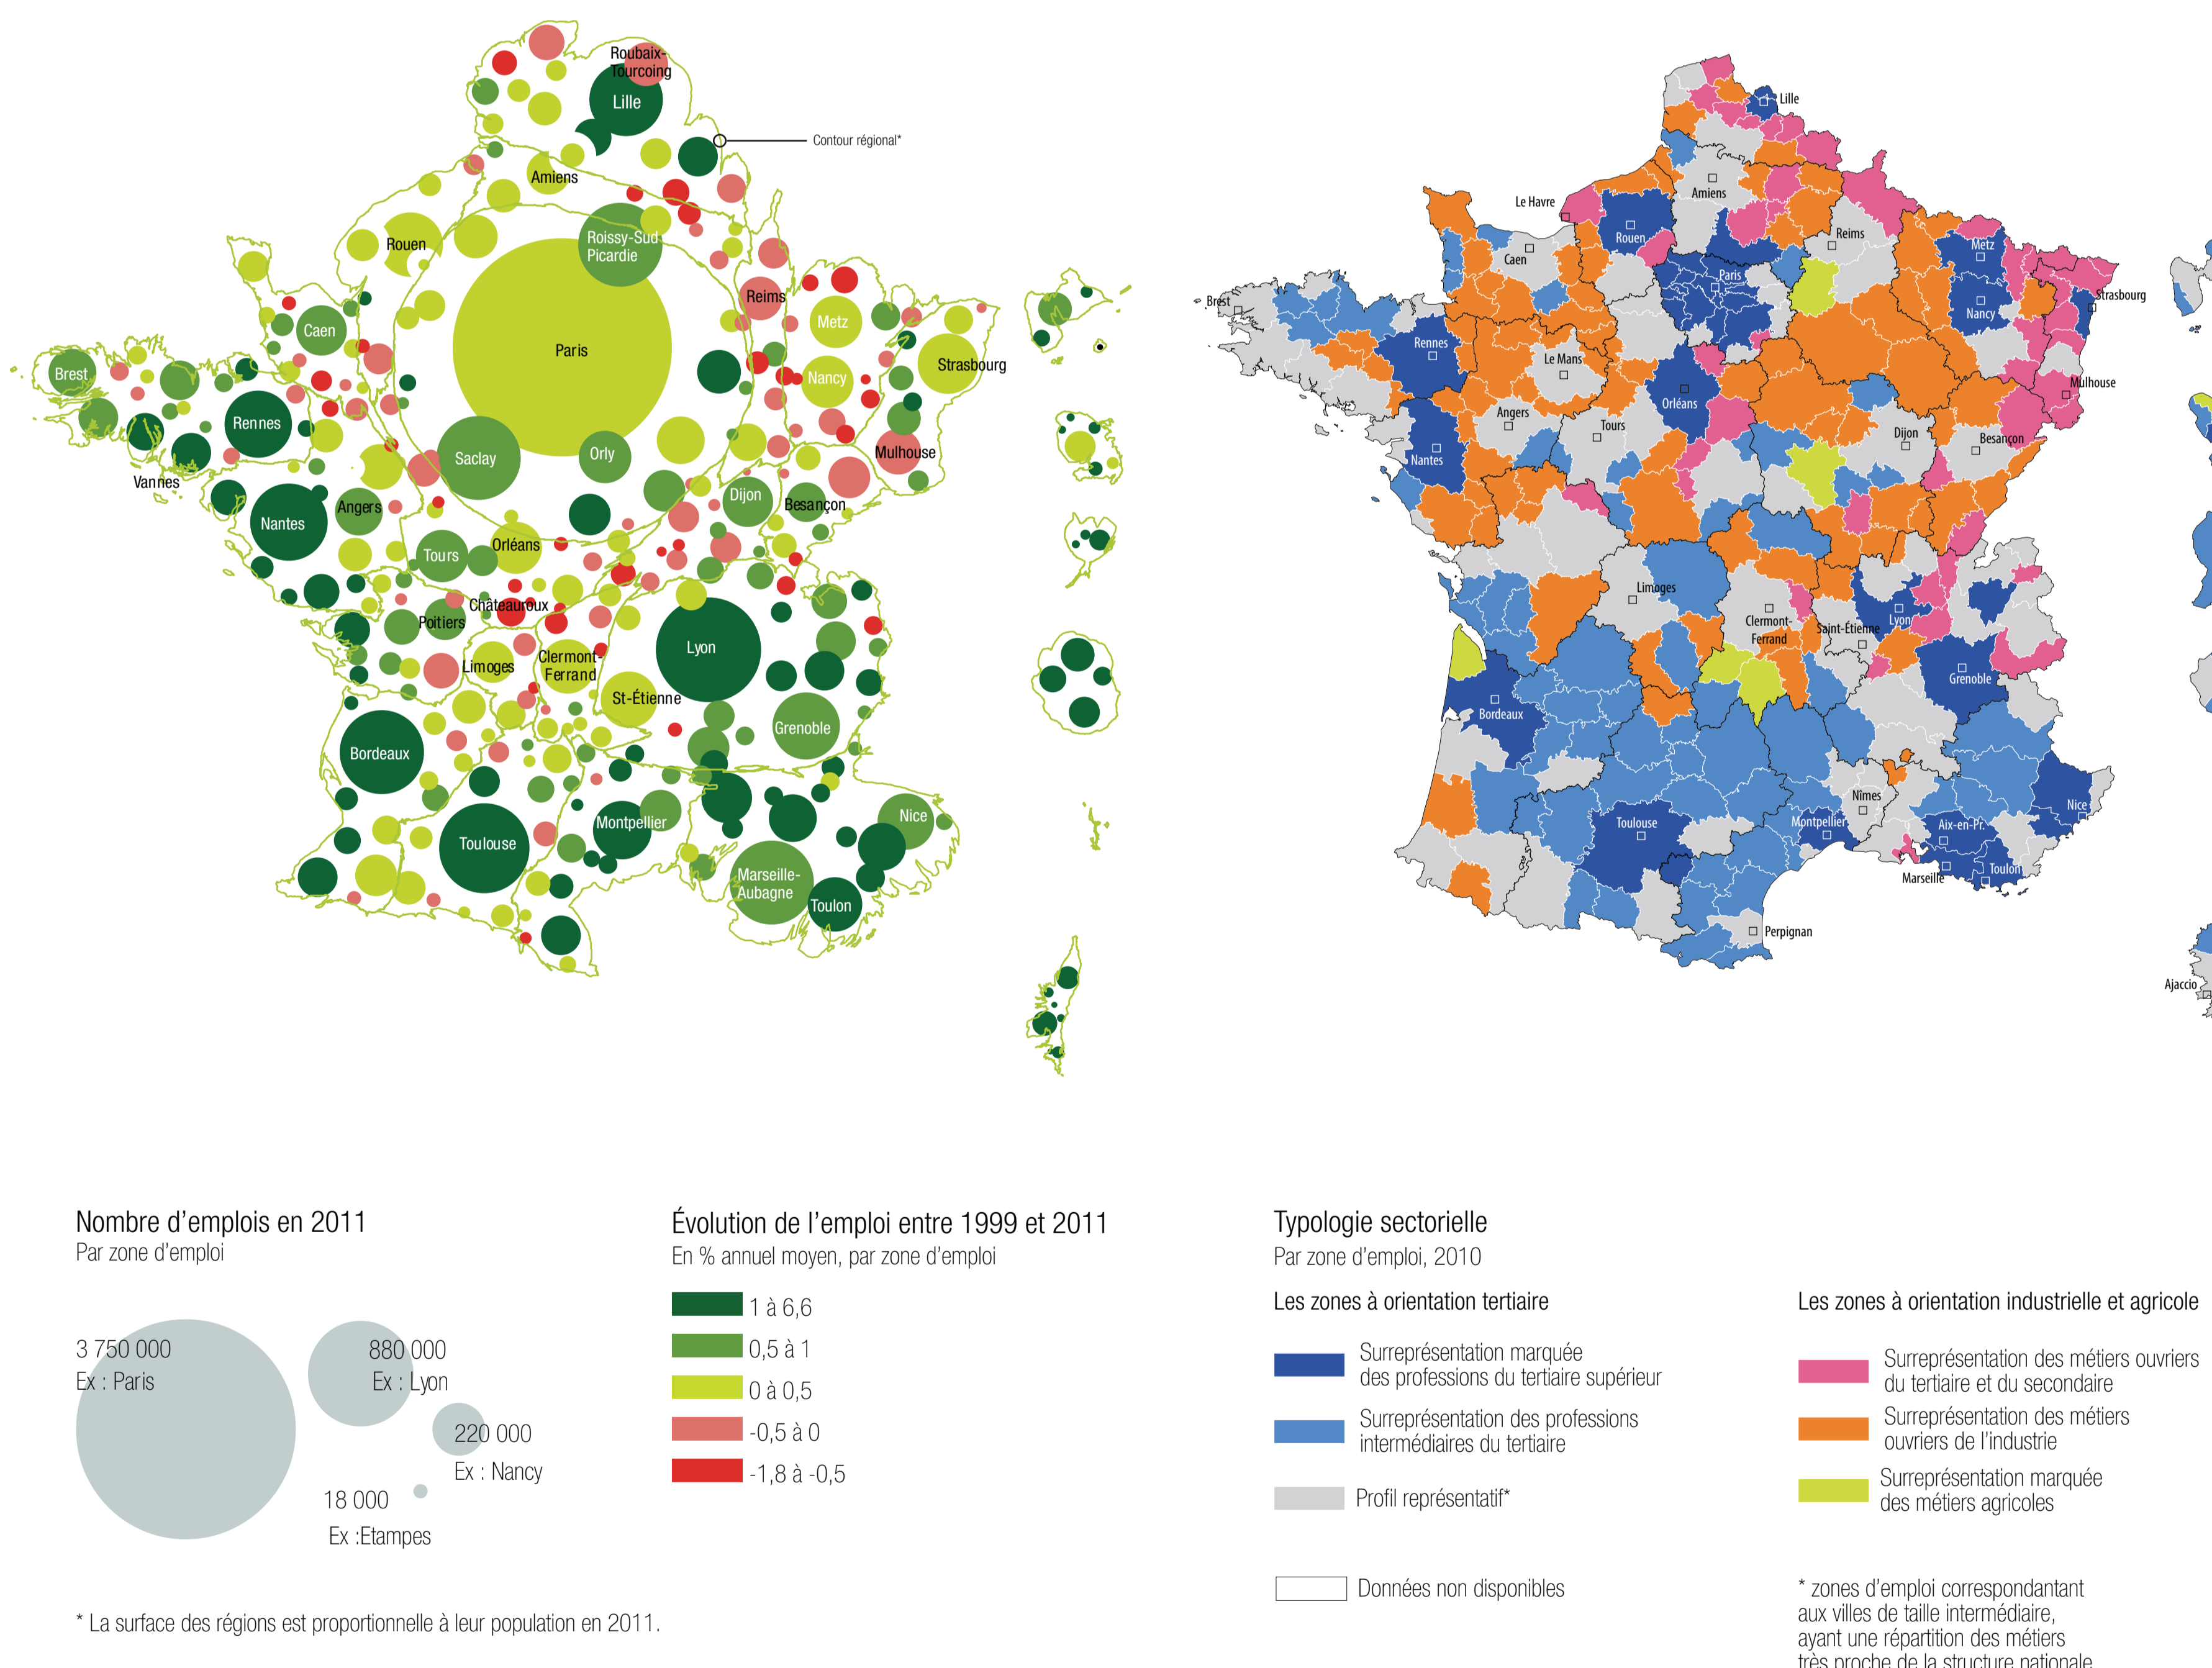 Roubaix-
Tourcoing
Lille
Contour régional*
Amiens
Rouen
Roissy-Sud
Picardie
Reims
Caen
Metz
Paris
Strasbourg
Brest
Nancy
Rennes
Saclay
Orly
Mulhouse
Vannes
Dijon
Besançon
Angers
Nantes
Orléans
Tours
Châteauroux
Poitiers
Lyon
Limoges
Clermont-
Ferrand
St-Étienne
Grenoble
Bordeaux
Nice
Montpellier
Toulouse
Marseille-
Aubagne
Toulon
Lille
Amiens
Le Havre
Rouen
Reims
Metz
Caen
Paris
Strasbourg
Brest
Nancy
Rennes
Le Mans
Mulhouse
Orléans
Angers
Tours
Dijon
Besançon
Nantes
Limoges
Clermont-
Ferrand
Saint-Étienne
Lyon
Grenoble
Bordeaux
Nîmes
Nice
Toulouse
Montpellier
Aix-en-Pr.
Marseille
Toulon
Perpignan
Ajaccio
Nombre d'emplois en 2011
Par zone d'emploi
3 750 000
Ex : Paris
880 000
Ex : Lyon
220 000
Ex : Nancy
18 000
Ex :Etampes
* La surface des régions est proportionnelle à leur population en 2011.
Évolution de l'emploi entre 1999 et 2011
En % annuel moyen, par zone d'emploi
1 à 6,6
0,5 à 1
0 à 0,5
-0,5 à 0
-1,8 à -0,5
Typologie sectorielle
Par zone d'emploi, 2010
Les zones à orientation tertiaire
Surreprésentation marquée
des professions du tertiaire supérieur
Surreprésentation des professions
intermédiaires du tertiaire
Profil représentatif*
Données non disponibles
Les zones à orientation industrielle et agricole
Surreprésentation des métiers ouvriers
du tertiaire et du secondaire
Surreprésentation des métiers
ouvriers de l'industrie
Surreprésentation marquée
des métiers agricoles
* zones d'emploi correspondantant
aux villes de taille intermédiaire,
ayant une répartition des métiers
très proche de la structure nationale